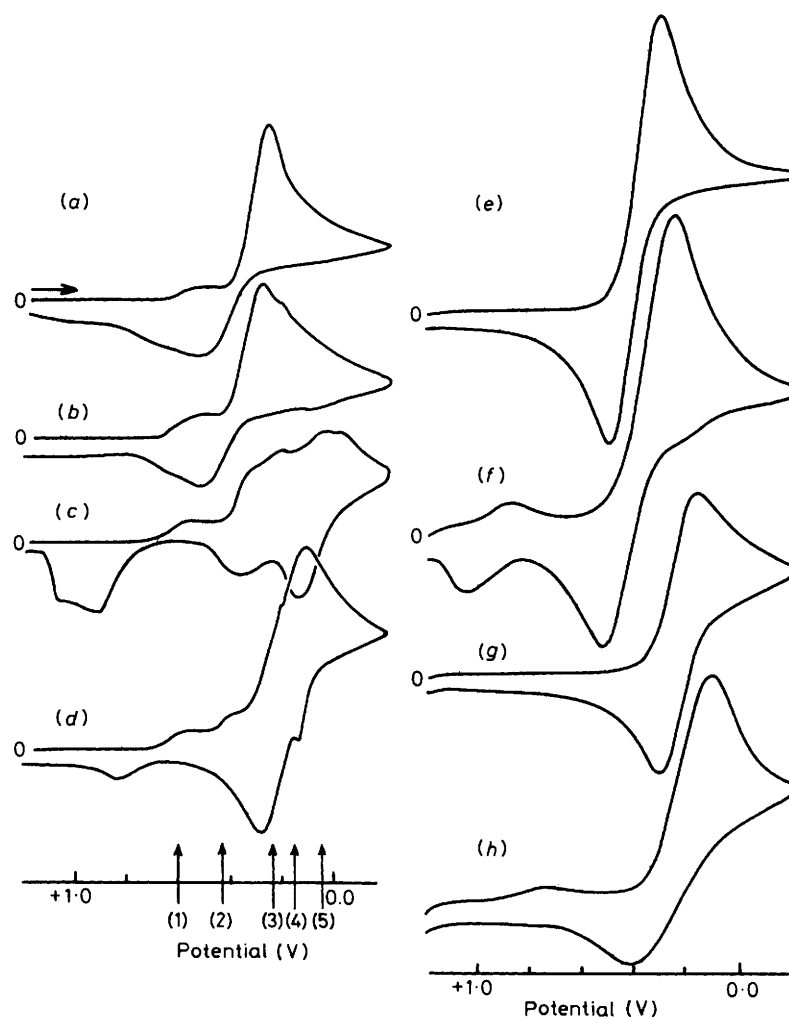 (a)
0
(b)
0
(c)
0
(d)
0
+1·0
0.0
(1) (2) (3) (4) (5)
Potential (V)
(e)
0
(f)
0
(g)
0
(h)
+1·0
0·0
Potential (V)